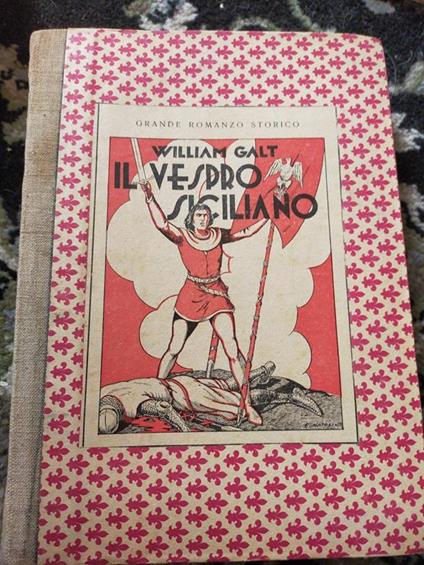 GRANDE ROMANZO STORICO
WILLIAM GALT
IL VESPRO
SICILIANO